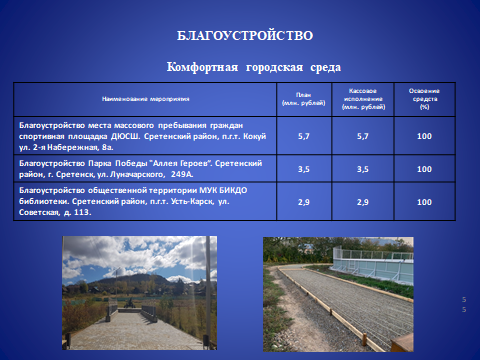 БЛАГОУСТРОЙСТВО
Комфортная городская среда
Наименование мероприятия
План
(млн. рублей)
Кассовое
исполнение
(млн. рублей)
Освоение
средств
(%)
Благоустройство места массового пребывания граждан
спортивная площадка ДЮСШ. Сретенский район, п.г.т. Кокуй
ул. 2-я Набережная, 8а.
5,7
5,7
100
Благоустройство Парка Победы "Аллея Героев". Сретенский
район, г. Сретенск, ул. Луначарского, 249А.
3,5
3,5
100
Благоустройство общественной территории МУК БИКДО
библиотеки. Сретенский район, п.г.т. Усть-Карск, ул.
Советская, д. 113.
2,9
2,9
100
5
5